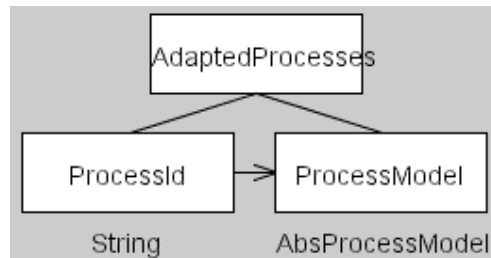 AdaptedProcesses
ProcessId
ProcessModel
String
AbsProcessModel